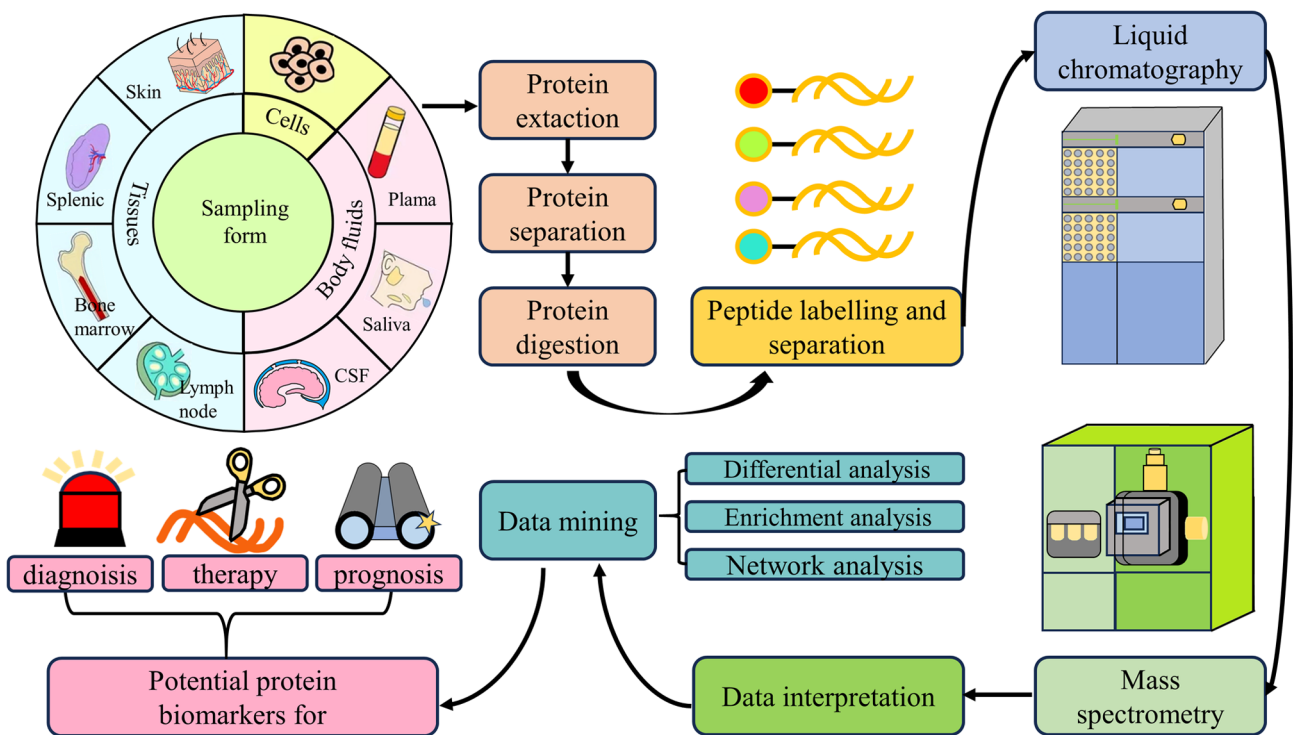 Skin
Cells
Splenic
Tissues
Sampling
form
Body fluids
Plama
Bone
marrow
Saliva
Lymph
node
CSF
Protein
extaction
Protein
separation
Protein
digestion
Peptide labelling and
separation
Liquid
chromatography
Mass
spectrometry
Data interpretation
Data mining
Differential analysis
Enrichment analysis
Network analysis
diagnoisis
therapy
prognosis
Potential protein
biomarkers for